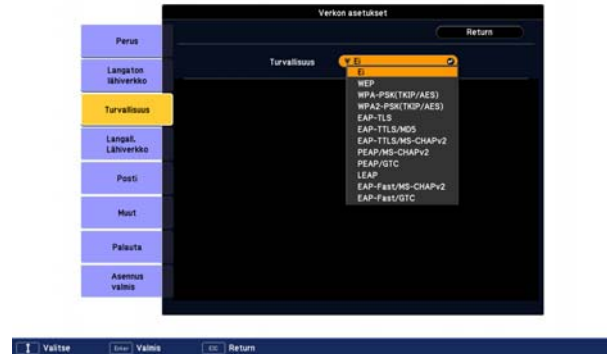 Verkon asetukset
Return
Perus
Langaton
lähiverkko
Turvallisuus
Langall.
Lähiverkko
Posti
Muut
Palauta
Asennus
valmis
Turvallisuus
Ei
Ei
WEP
WPA-PSK(TKIP/AES)
WPA2-PSK(TKIP/AES)
EAP-TLS
EAP-TTLS/MD5
EAP-TTLS/MS-CHAPv2
PEAP/MS-CHAPv2
PEAP/GTC
LEAP
EAP-Fast/MS-CHAPv2
EAP-Fast/GTC
Valitse Enter Valmis ESC Return